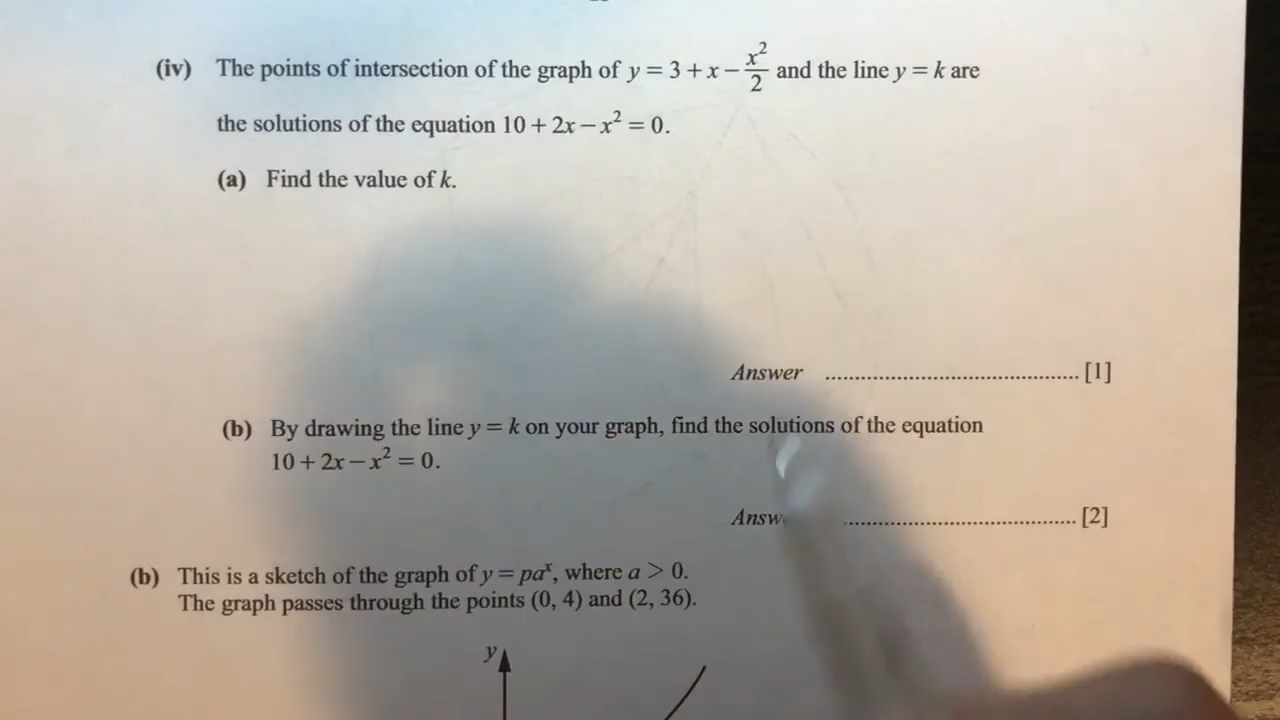 (iv) The points of intersection of the graph of y = 3 + x − x²/2 and the line y = k are
the solutions of the equation 10 + 2x − x² = 0.
(a) Find the value of k.
Answer ............................................ [1]
(b) By drawing the line y = k on your graph, find the solutions of the equation
10 + 2x − x² = 0.
........................................ [2]
(b) This is a sketch of the graph of y = paˣ, where a > 0.
The graph passes through the points (0, 4) and (2, 36).
y